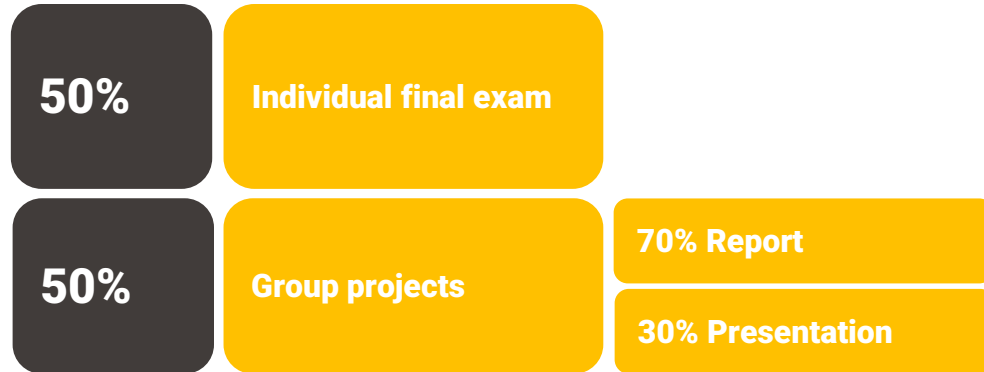 50%
Individual final exam
50%
Group projects
70% Report
30% Presentation